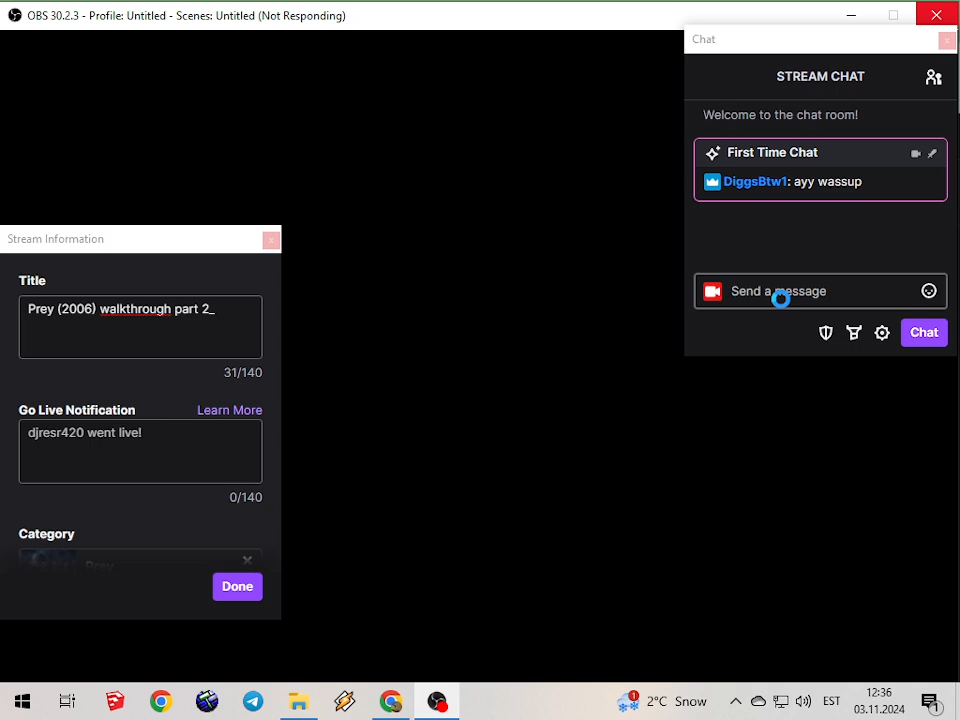 OBS 30.2.3 - Profile: Untitled - Scenes: Untitled (Not Responding)
Chat
STREAM CHAT
Welcome to the chat room!
First Time Chat
DiggsBtw1: ayy wassup
Send a message
Chat
Stream Information
Title
Prey (2006) walkthrough part 2_
31/140
Go Live Notification Learn More
djresr420 went live!
0/140
Category
Prey
Done
1
2°C Snow
EST
12:36
03.11.2024
1